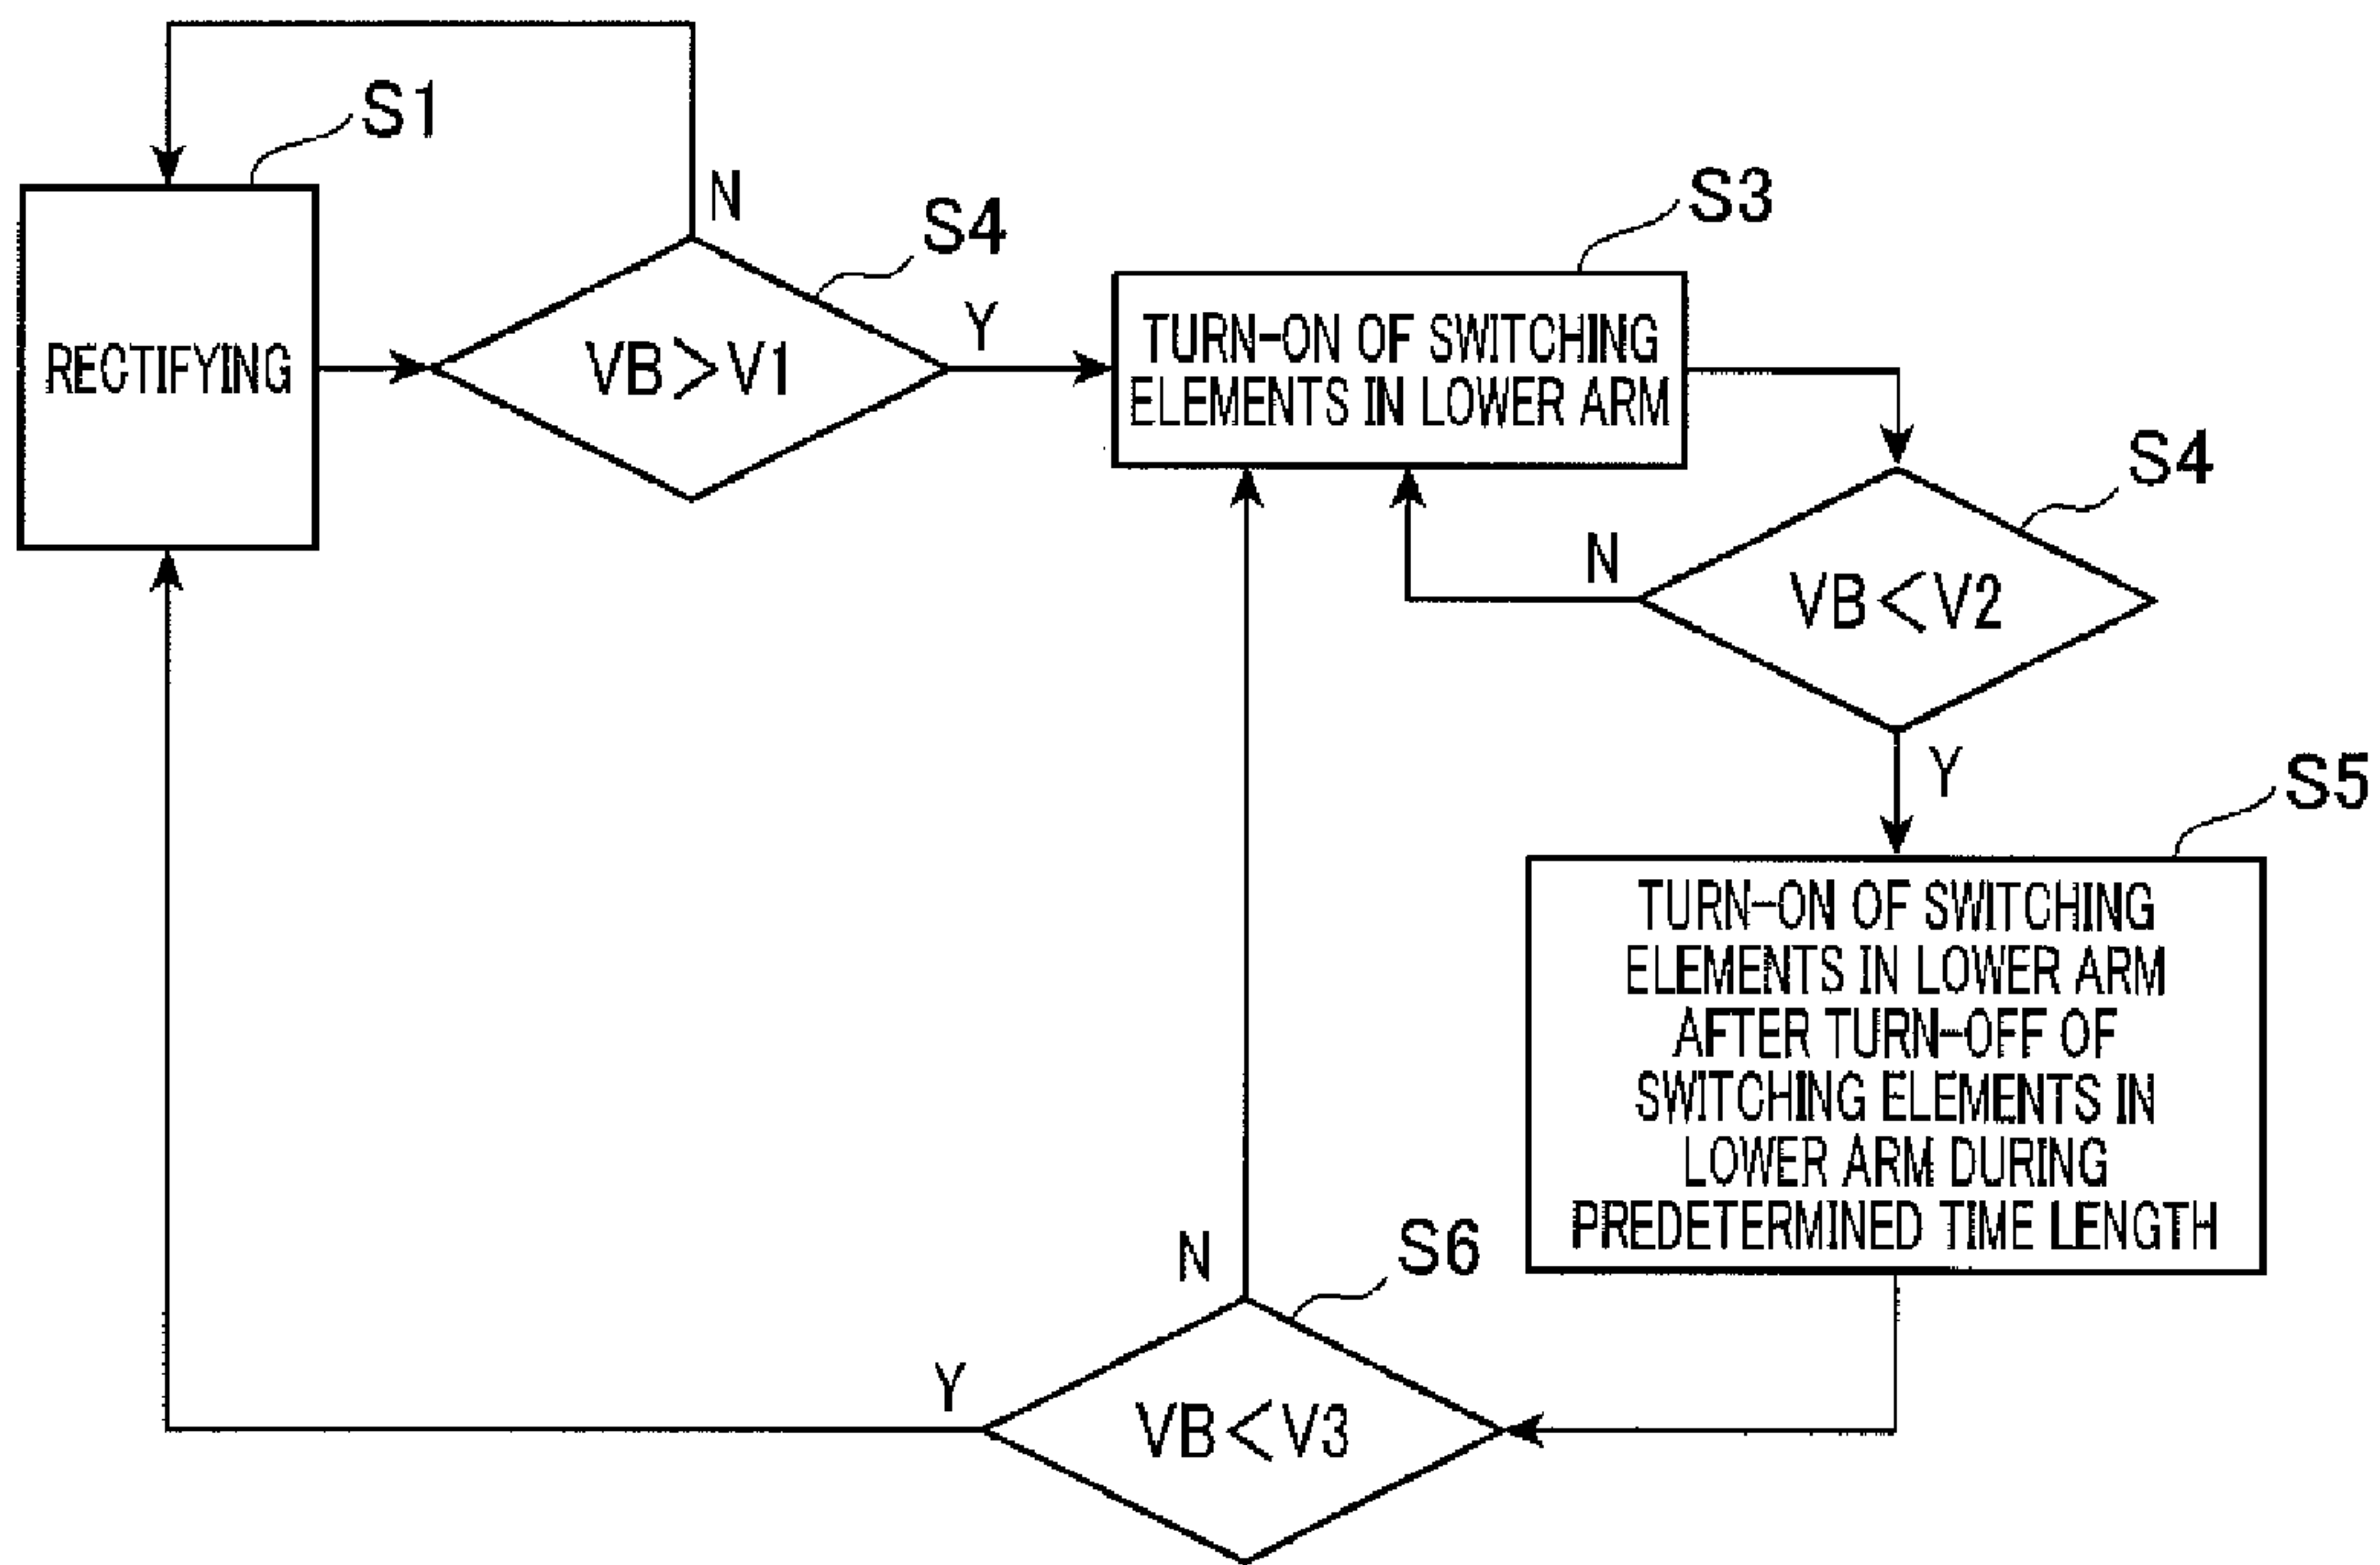 S1
N
S4
S3
Y
RECTIFYING
VB>V1
TURN-ON OF SWITCHING
ELEMENTS IN LOWER ARM
S4
N
VB<V2
Y
S5
TURN-ON OF SWITCHING
ELEMENTS IN LOWER ARM
AFTER TURN-OFF OF
SWITCHING ELEMENTS IN
LOWER ARM DURING
PREDETERMINED TIME LENGTH
N
S6
Y
VB<V3